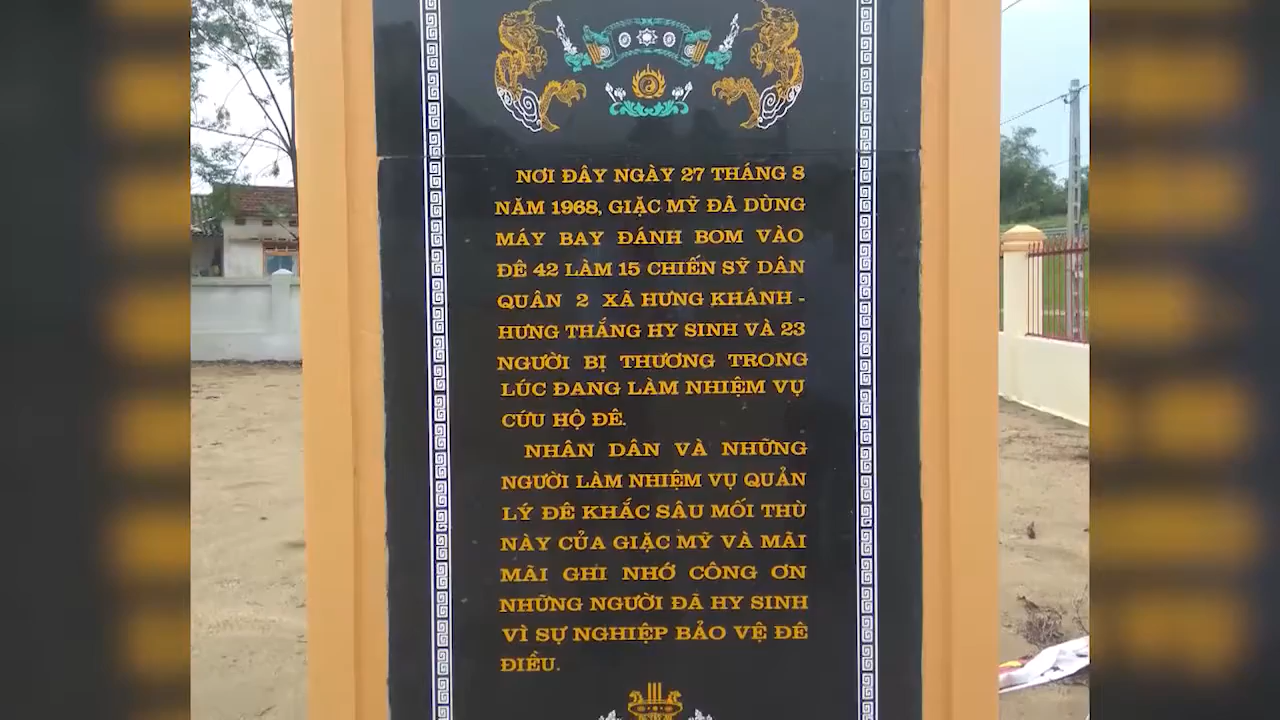 NƠI ĐÂY NGÀY 27 THÁNG 8
NĂM 1968, GIẶC MỸ ĐÃ DÙNG
MÁY BAY ĐÁNH BOM VÀO
ĐÊ 42 LÀM 15 CHIẾN SỸ DÂN
QUÂN 2 XÃ HƯNG KHÁNH -
HƯNG THẮNG HY SINH VÀ 23
NGƯỜI BỊ THƯƠNG TRONG
LÚC ĐANG LÀM NHIỆM VỤ
CỨU HỘ ĐÊ.
NHÂN DÂN VÀ NHỮNG
NGƯỜI LÀM NHIỆM VỤ QUẢN
LÝ ĐÊ KHẮC SÂU MỐI THÙ
NÀY CỦA GIẶC MỸ VÀ MÃI
MÃI GHI NHỚ CÔNG ƠN
NHỮNG NGƯỜI ĐÃ HY SINH
VÌ SỰ NGHIỆP BẢO VỆ ĐÊ
ĐIỀU.